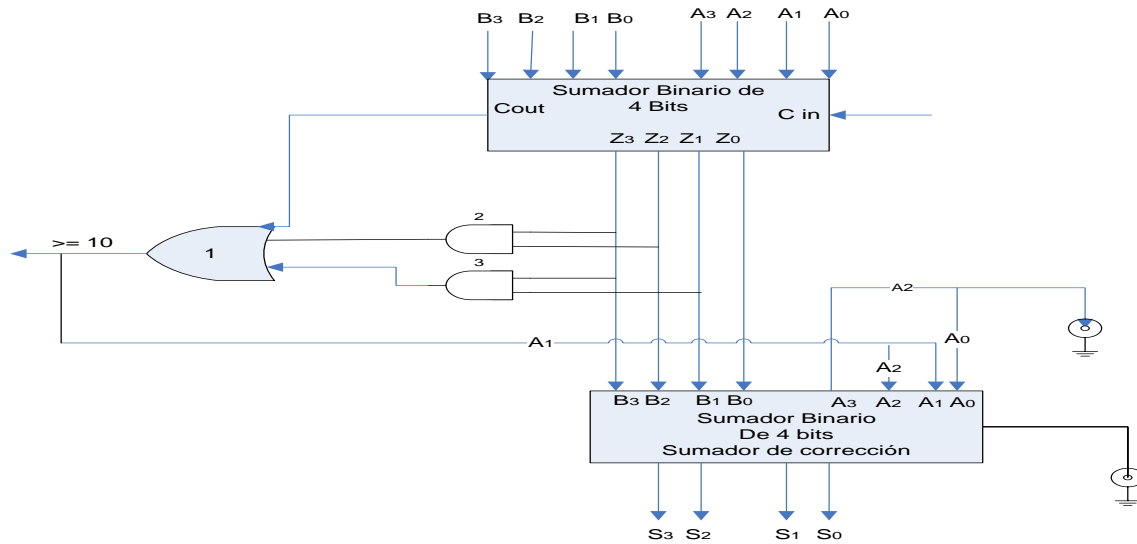 B3 B2 B1 B0 A3 A2 A1 A0
Sumador Binario de
4 Bits
Cout
C in
Z3 Z2 Z1 Z0
2
>= 10
1
3
A2
A1
A0
A2
B3 B2 B1 B0 A3 A2 A1 A0
Sumador Binario
De 4 bits
Sumador de corrección
S3 S2 S1 S0